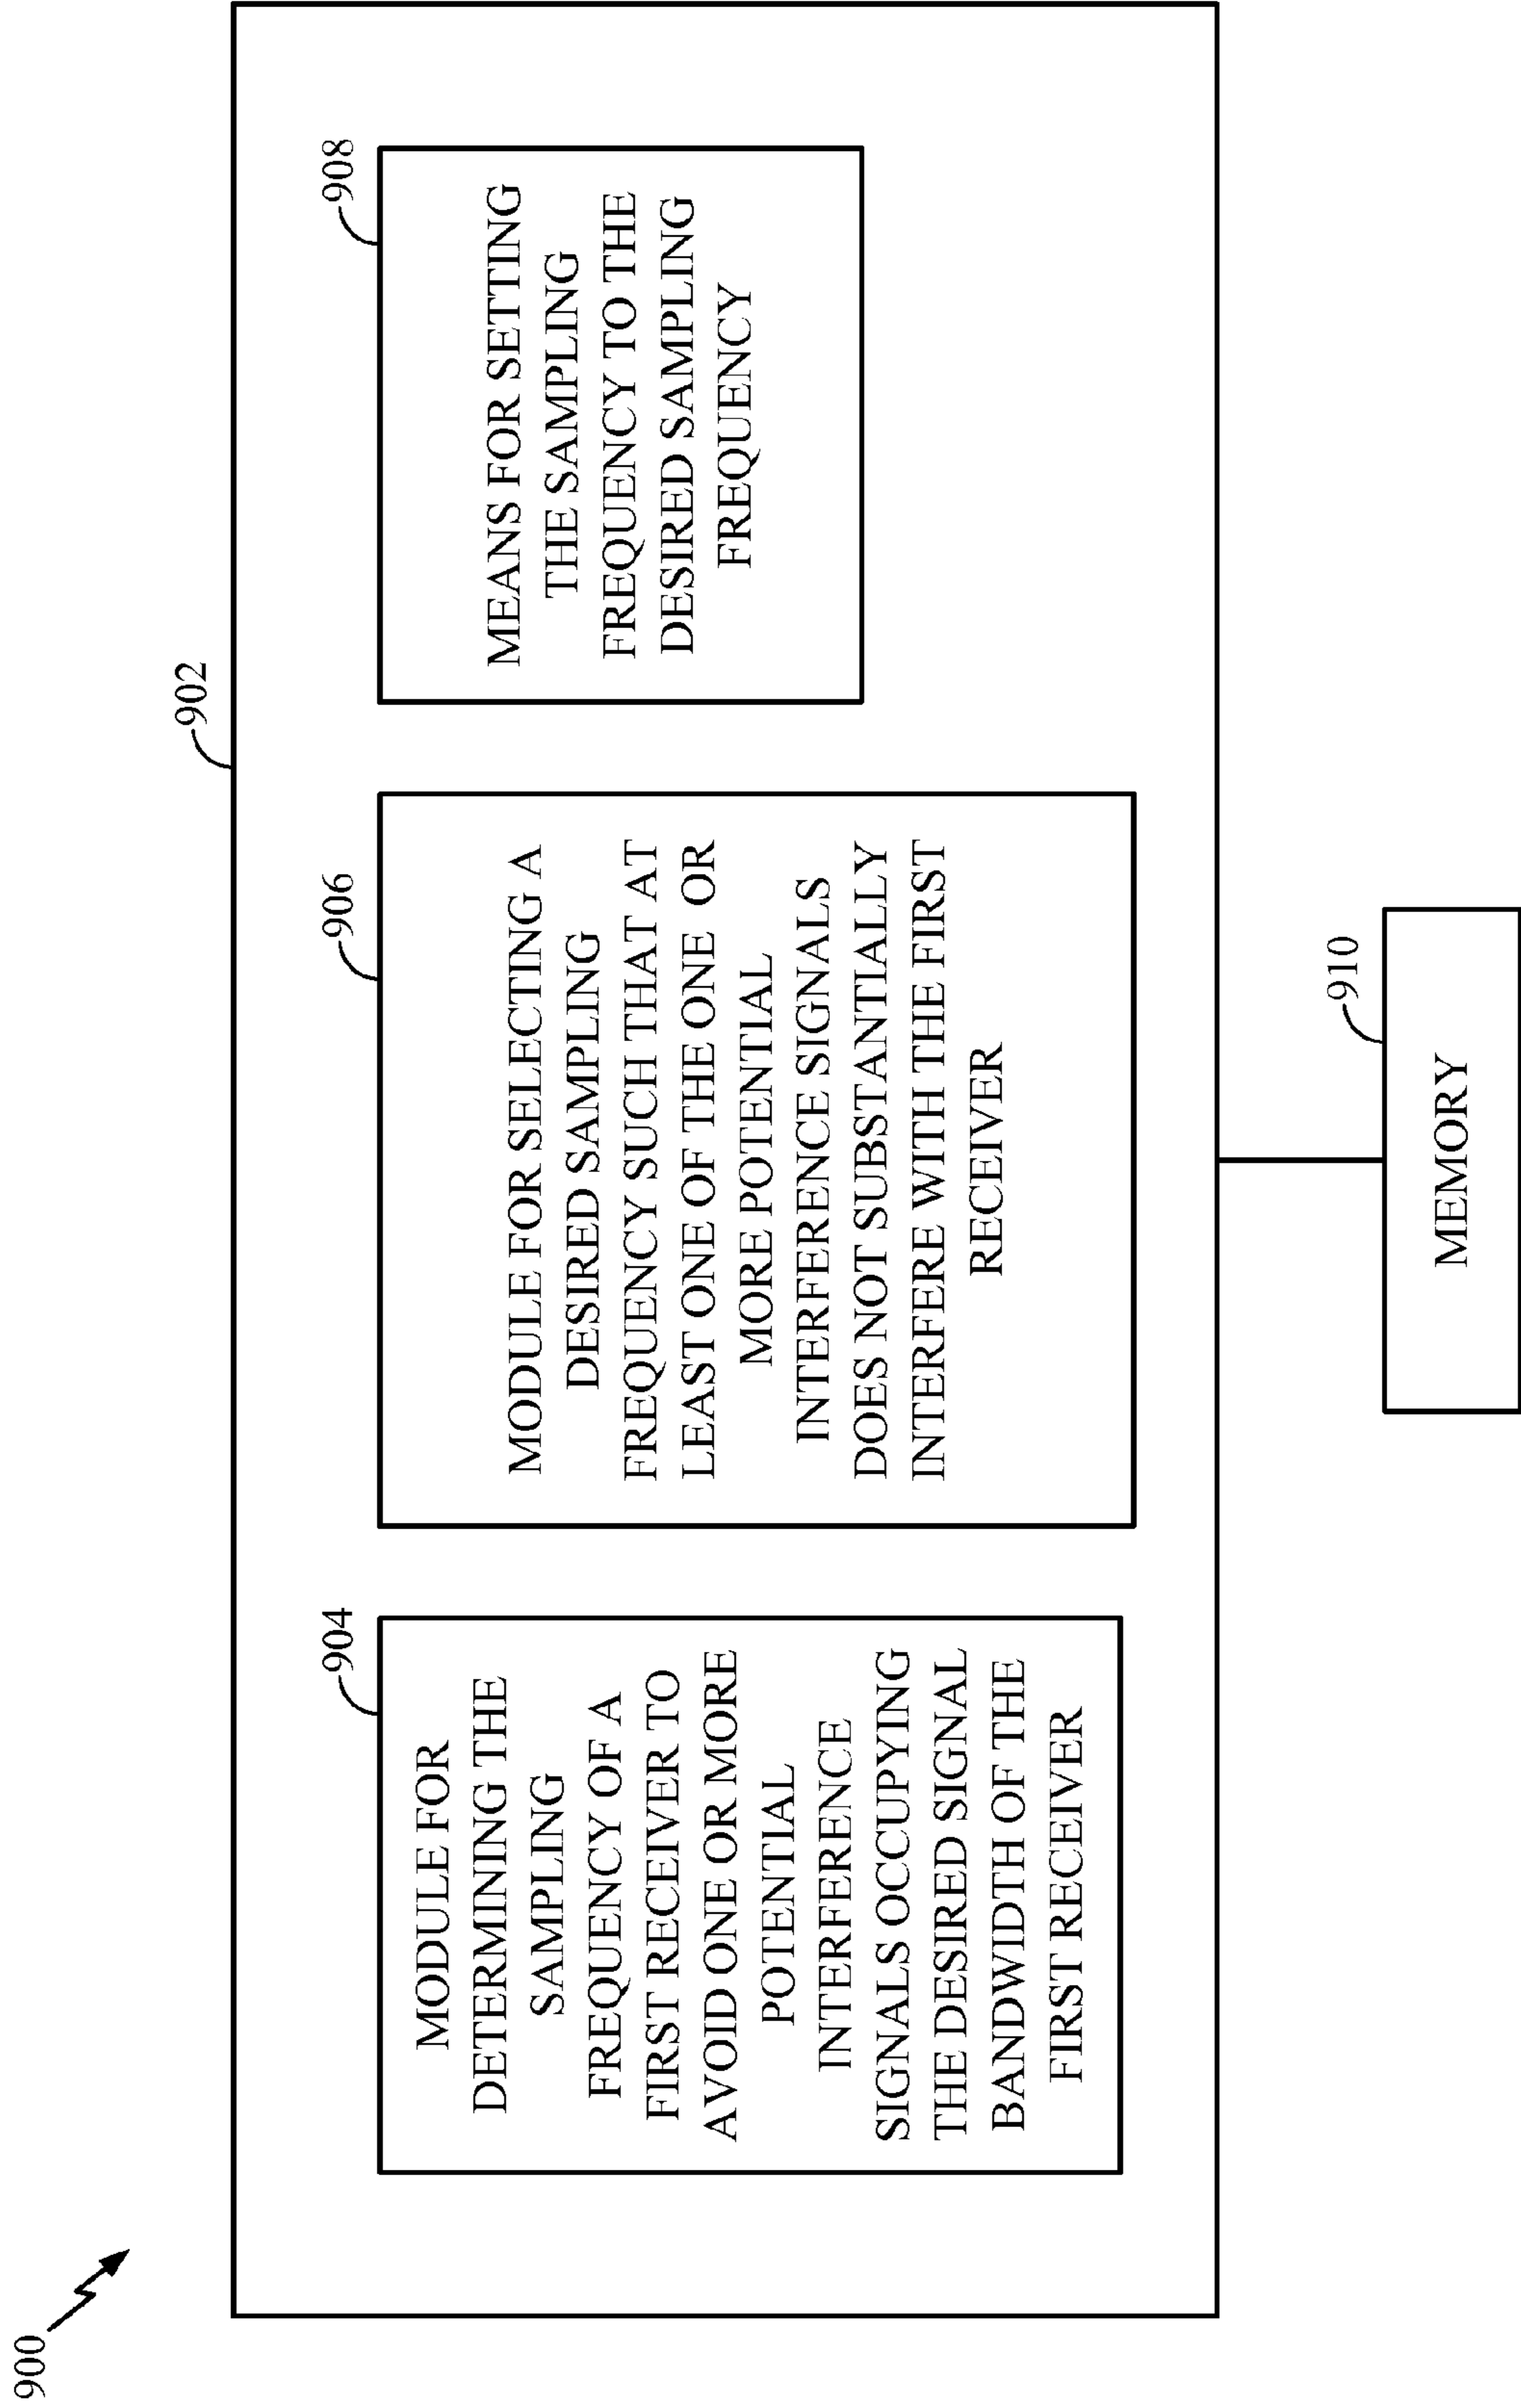 900
902
904
MODULE FOR
DETERMINING THE
SAMPLING
FREQUENCY OF A
FIRST RECEIVER TO
AVOID ONE OR MORE
POTENTIAL
INTERFERENCE
SIGNALS OCCUPYING
THE DESIRED SIGNAL
BANDWIDTH OF THE
FIRST RECEIVER
906
MODULE FOR SELECTING A
DESIRED SAMPLING
FREQUENCY SUCH THAT AT
LEAST ONE OF THE ONE OR
MORE POTENTIAL
INTERFERENCE SIGNALS
DOES NOT SUBSTANTIALLY
INTERFERE WITH THE FIRST
RECEIVER
908
MEANS FOR SETTING
THE SAMPLING
FREQUENCY TO THE
DESIRED SAMPLING
FREQUENCY
910
MEMORY